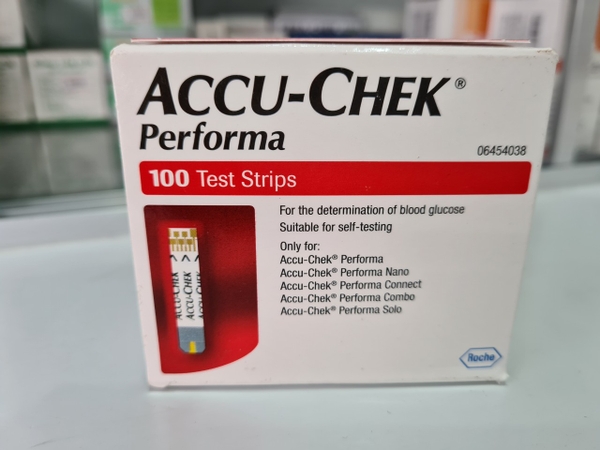 ACCU-CHEK®
Performa
06454038
100 Test Strips
For the determination of blood glucose
Suitable for self-testing
Only for:
Accu-Chek® Performa
Accu-Chek® Performa Nano
Accu-Chek® Performa Connect
Accu-Chek® Performa Combo
Accu-Chek® Performa Solo
ACCU-CHEK
ACCU-CHEK
ACCU-CHEK
Roche